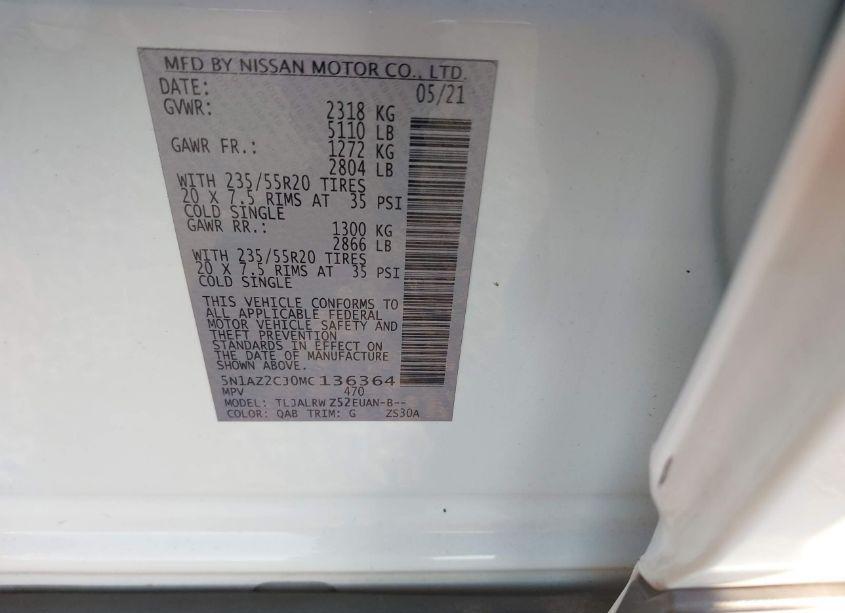 MFD BY NISSAN MOTOR CO., LTD.
DATE: 05/21
GVWR: 2318 KG
5110 LB
GAWR FR.: 1272 KG
2804 LB
WITH 235/55R20 TIRES
20 X 7.5 RIMS AT 35 PSI
COLD SINGLE
GAWR RR.: 1300 KG
2866 LB
WITH 235/55R20 TIRES
20 X 7.5 RIMS AT 35 PSI
COLD SINGLE
THIS VEHICLE CONFORMS TO
ALL APPLICABLE FEDERAL
MOTOR VEHICLE SAFETY AND
THEFT PREVENTION
STANDARDS IN EFFECT ON
THE DATE OF MANUFACTURE
SHOWN ABOVE.
5N1AZ2CJ0MC136364
MPV 470
MODEL: TLJALRWZ52EUAN-B--
COLOR: QAB TRIM: G ZS30A